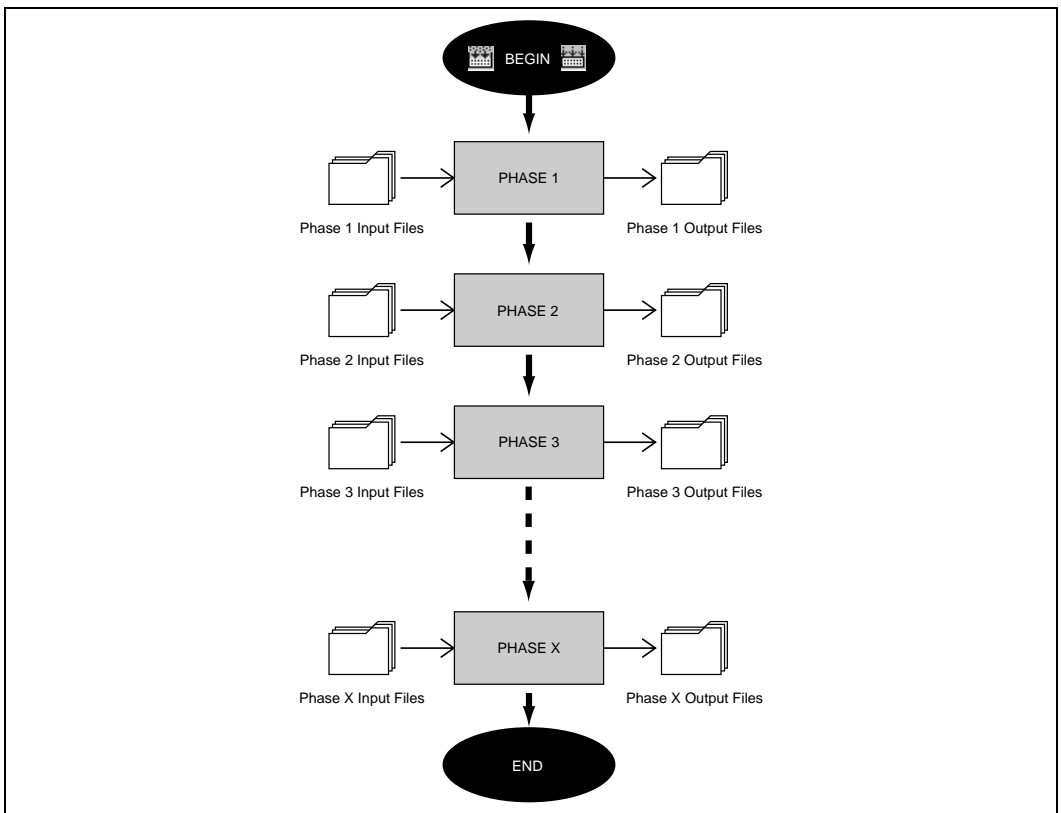 BEGIN
PHASE 1
Phase 1 Input Files
Phase 1 Output Files
PHASE 2
Phase 2 Input Files
Phase 2 Output Files
PHASE 3
Phase 3 Input Files
Phase 3 Output Files
PHASE X
Phase X Input Files
Phase X Output Files
END